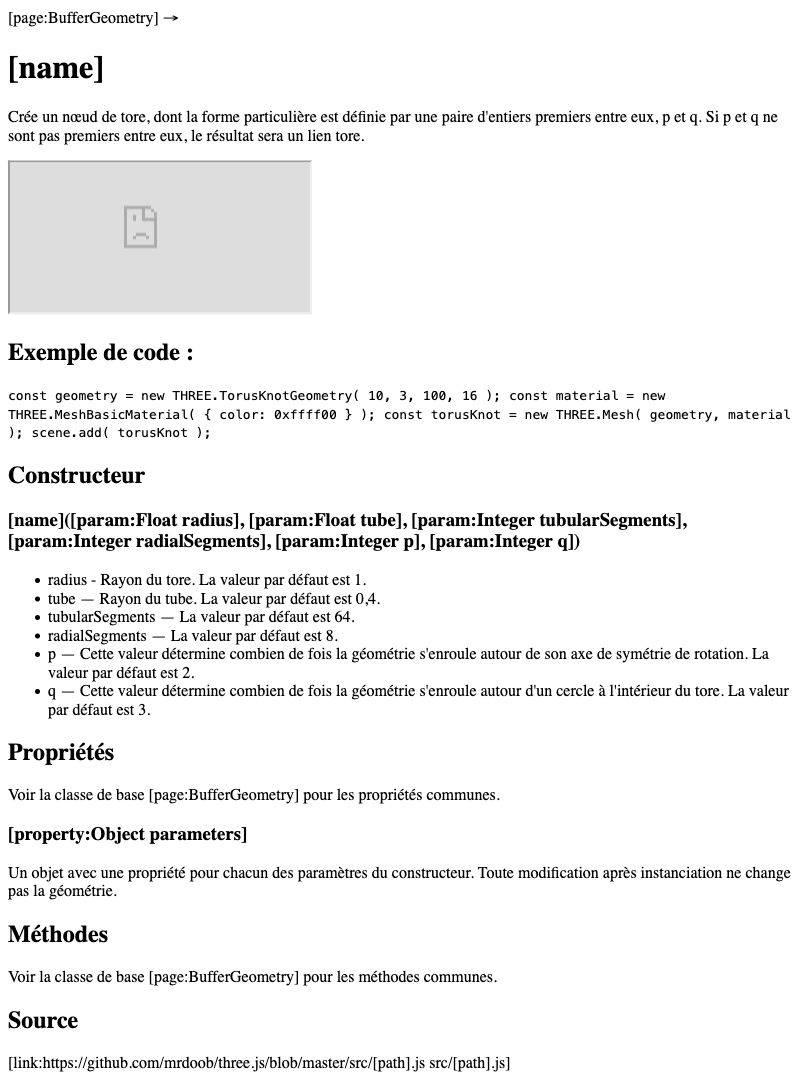 [page:BufferGeometry] →
[name]
Crée un nœud de tore, dont la forme particulière est définie par une paire d'entiers premiers entre eux, p et q. Si p et q ne
sont pas premiers entre eux, le résultat sera un lien tore.
Exemple de code :
const geometry = new THREE.TorusKnotGeometry( 10, 3, 100, 16 ); const material = new
THREE.MeshBasicMaterial( { color: 0xffff00 } ); const torusKnot = new THREE.Mesh( geometry, material
); scene.add( torusKnot );
Constructeur
[name]([param:Float radius], [param:Float tube], [param:Integer tubularSegments],
[param:Integer radialSegments], [param:Integer p], [param:Integer q])
• radius - Rayon du tore. La valeur par défaut est 1.
• tube — Rayon du tube. La valeur par défaut est 0,4.
• tubularSegments — La valeur par défaut est 64.
• radialSegments — La valeur par défaut est 8.
• p — Cette valeur détermine combien de fois la géométrie s'enroule autour de son axe de symétrie de rotation. La
valeur par défaut est 2.
• q — Cette valeur détermine combien de fois la géométrie s'enroule autour d'un cercle à l'intérieur du tore. La valeur
par défaut est 3.
Propriétés
Voir la classe de base [page:BufferGeometry] pour les propriétés communes.
[property:Object parameters]
Un objet avec une propriété pour chacun des paramètres du constructeur. Toute modification après instanciation ne change
pas la géométrie.
Méthodes
Voir la classe de base [page:BufferGeometry] pour les méthodes communes.
Source
[link:https://github.com/mrdoob/three.js/blob/master/src/[path].js src/[path].js]